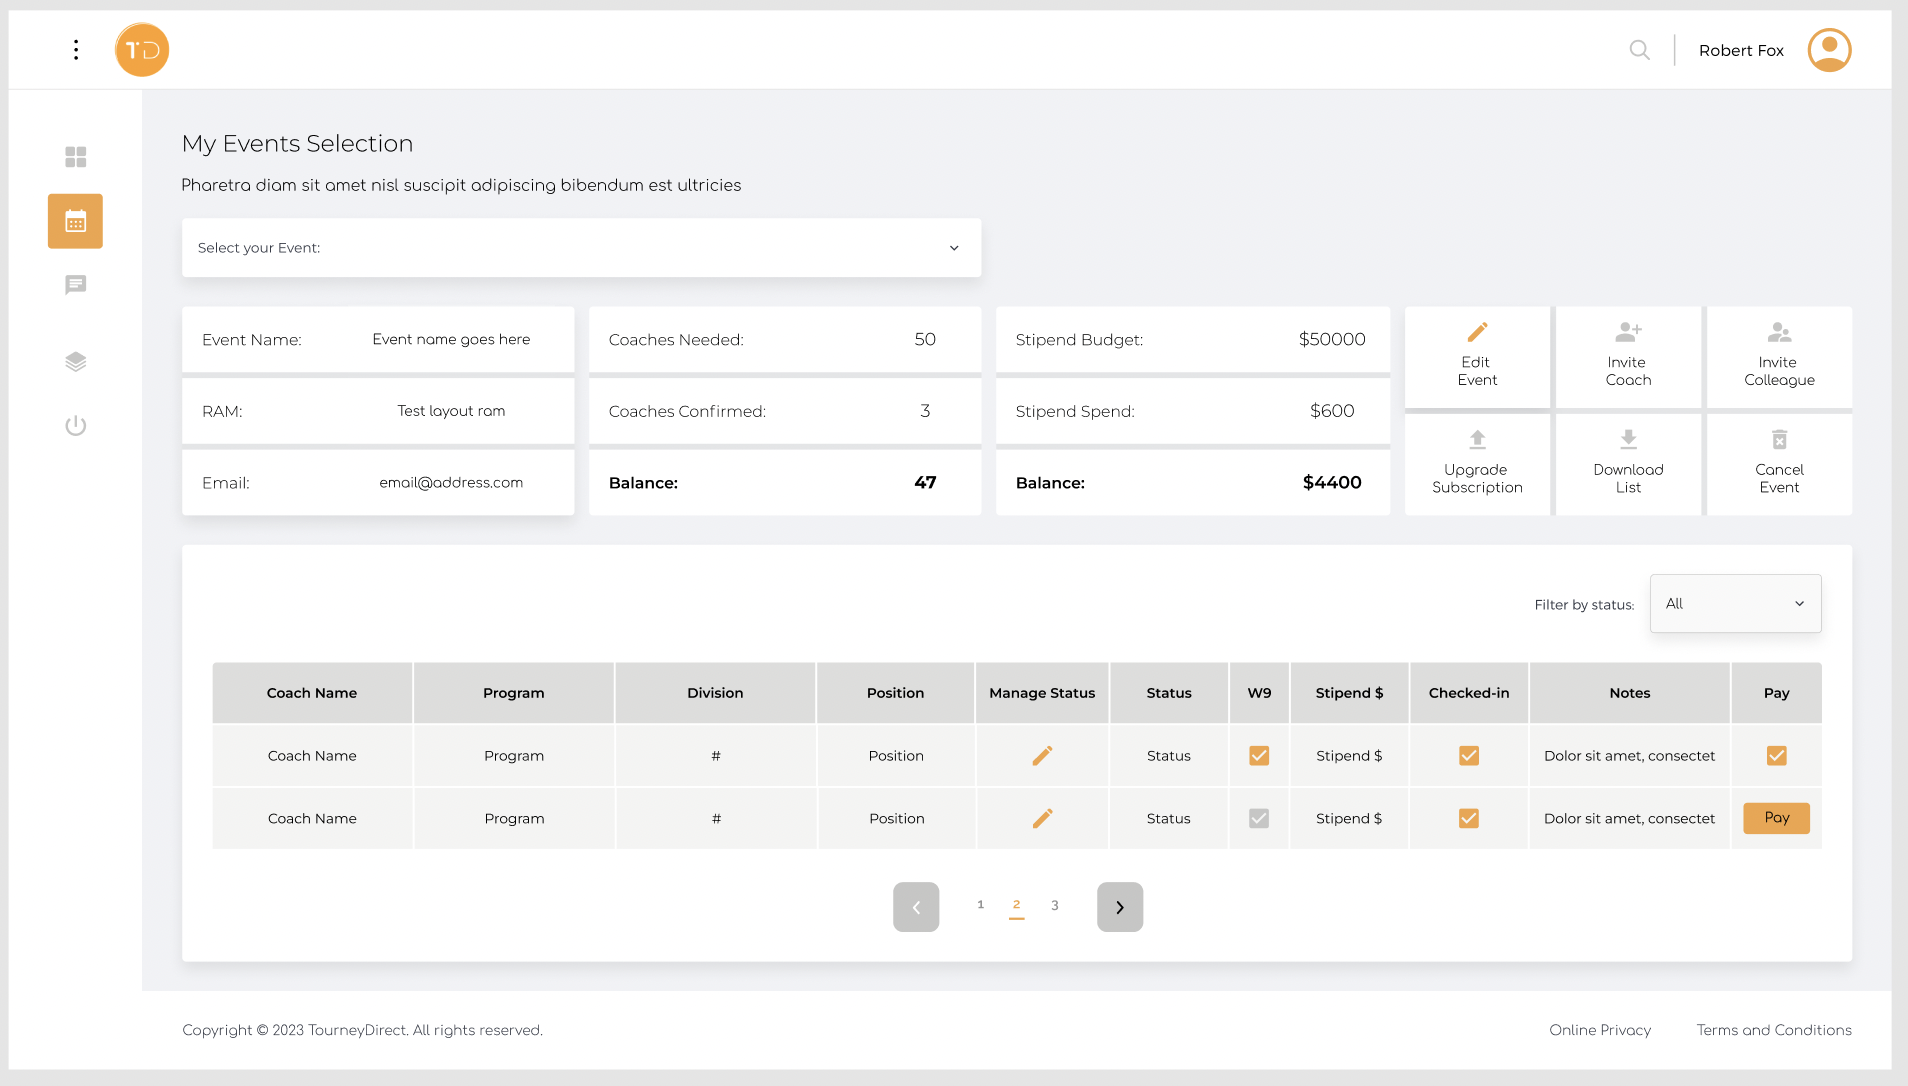 TD
Robert Fox
My Events Selection
Pharetra diam sit amet nisl suscipit adipiscing bibendum est ultricies
Select your Event:
Event Name: Event name goes here
Coaches Needed: 50
Stipend Budget: $50000
Edit
Event
Invite
Coach
Invite
Colleague
RAM: Test layout ram
Coaches Confirmed: 3
Stipend Spend: $600
Email: email@address.com
Balance: 47
Balance: $4400
Upgrade
Subscription
Download
List
Cancel
Event
Filter by status: All
Coach Name Program Division Position Manage Status Status W9 Stipend $ Checked-in Notes Pay
Coach Name Program # Position Status Stipend $ Dolor sit amet, consectet
Coach Name Program # Position Status Stipend $ Dolor sit amet, consectet Pay
1 2 3
Copyright © 2023 TourneyDirect. All rights reserved.
Online Privacy Terms and Conditions